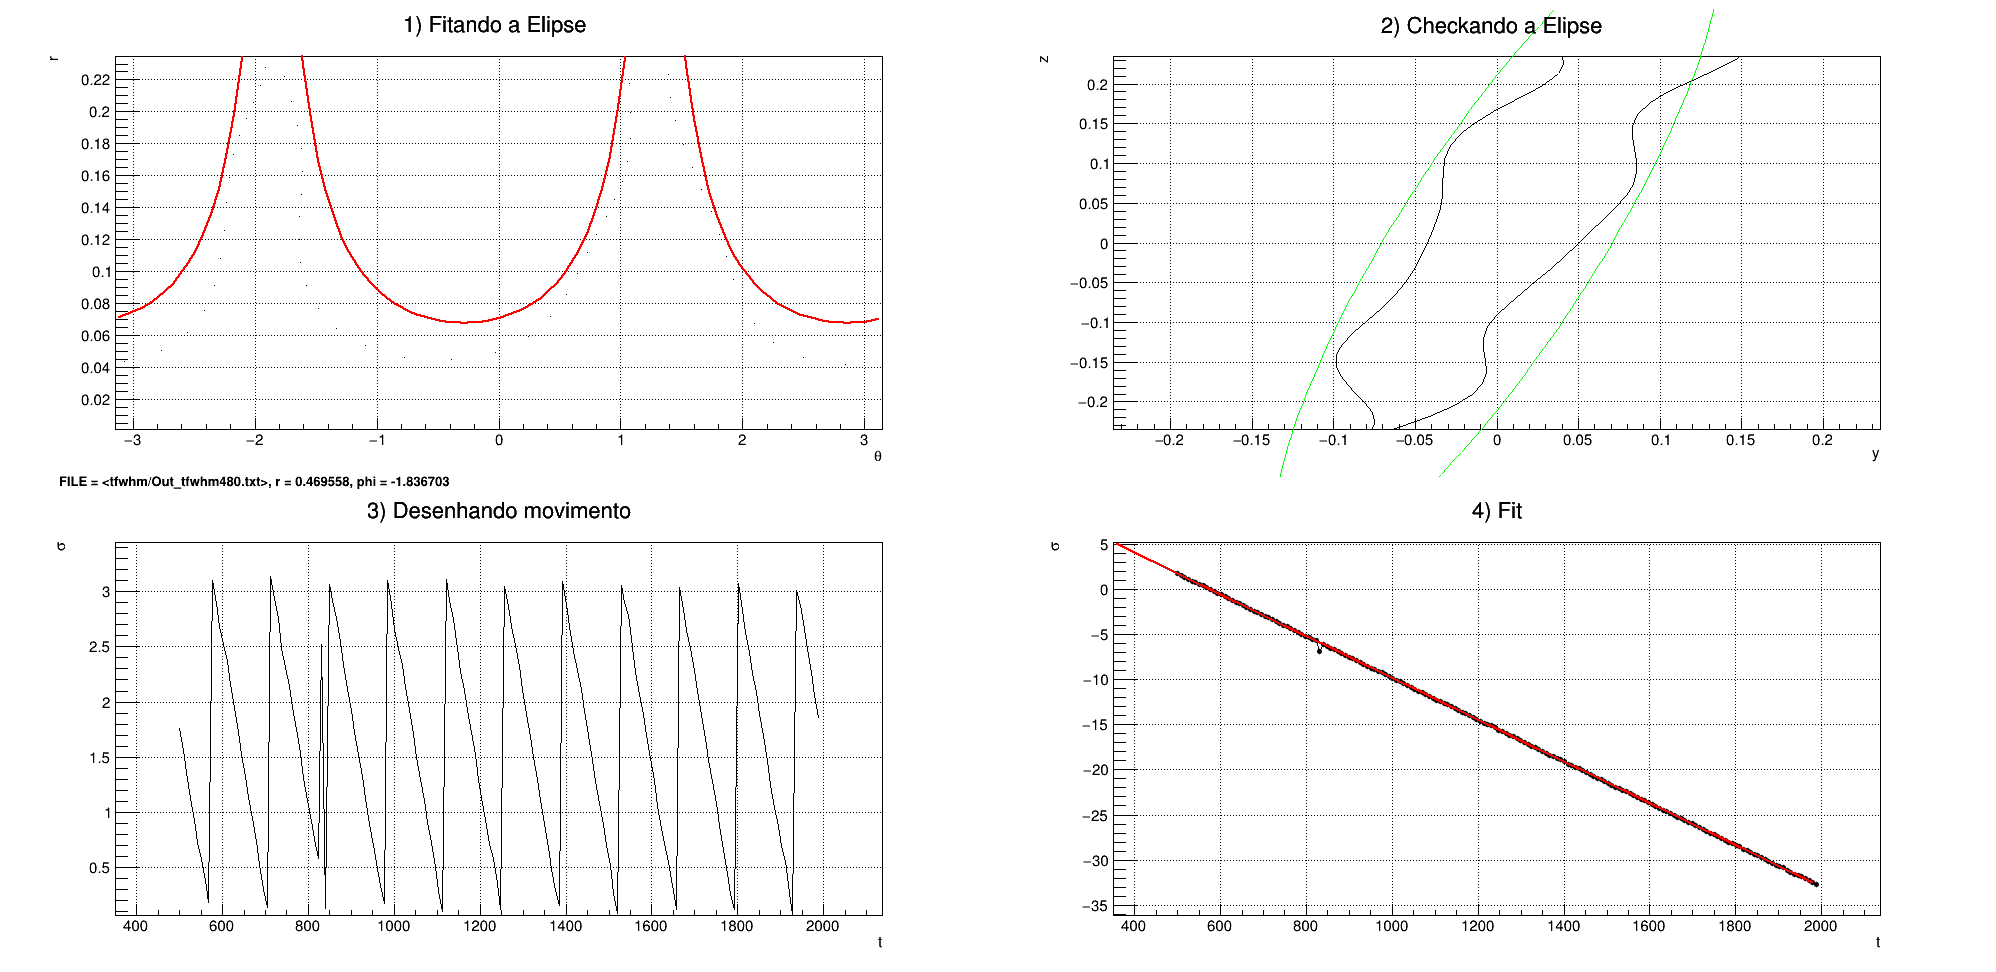 1) Fitando a Elipse
r
0.22
0.2
0.18
0.16
0.14
0.12
0.1
0.08
0.06
0.04
0.02
−3 −2 −1 0 1 2 3
θ
2) Checkando a Elipse
z
0.2
0.15
0.1
0.05
0
−0.05
−0.1
−0.15
−0.2
−0.2 −0.15 −0.1 −0.05 0 0.05 0.1 0.15 0.2
y
FILE = <tfwhm/Out_tfwhm480.txt>, r = 0.469558, phi = -1.836703
3) Desenhando movimento
σ
3
2.5
2
1.5
1
0.5
400 600 800 1000 1200 1400 1600 1800 2000
t
4) Fit
σ
5
0
−5
−10
−15
−20
−25
−30
−35
400 600 800 1000 1200 1400 1600 1800 2000
t